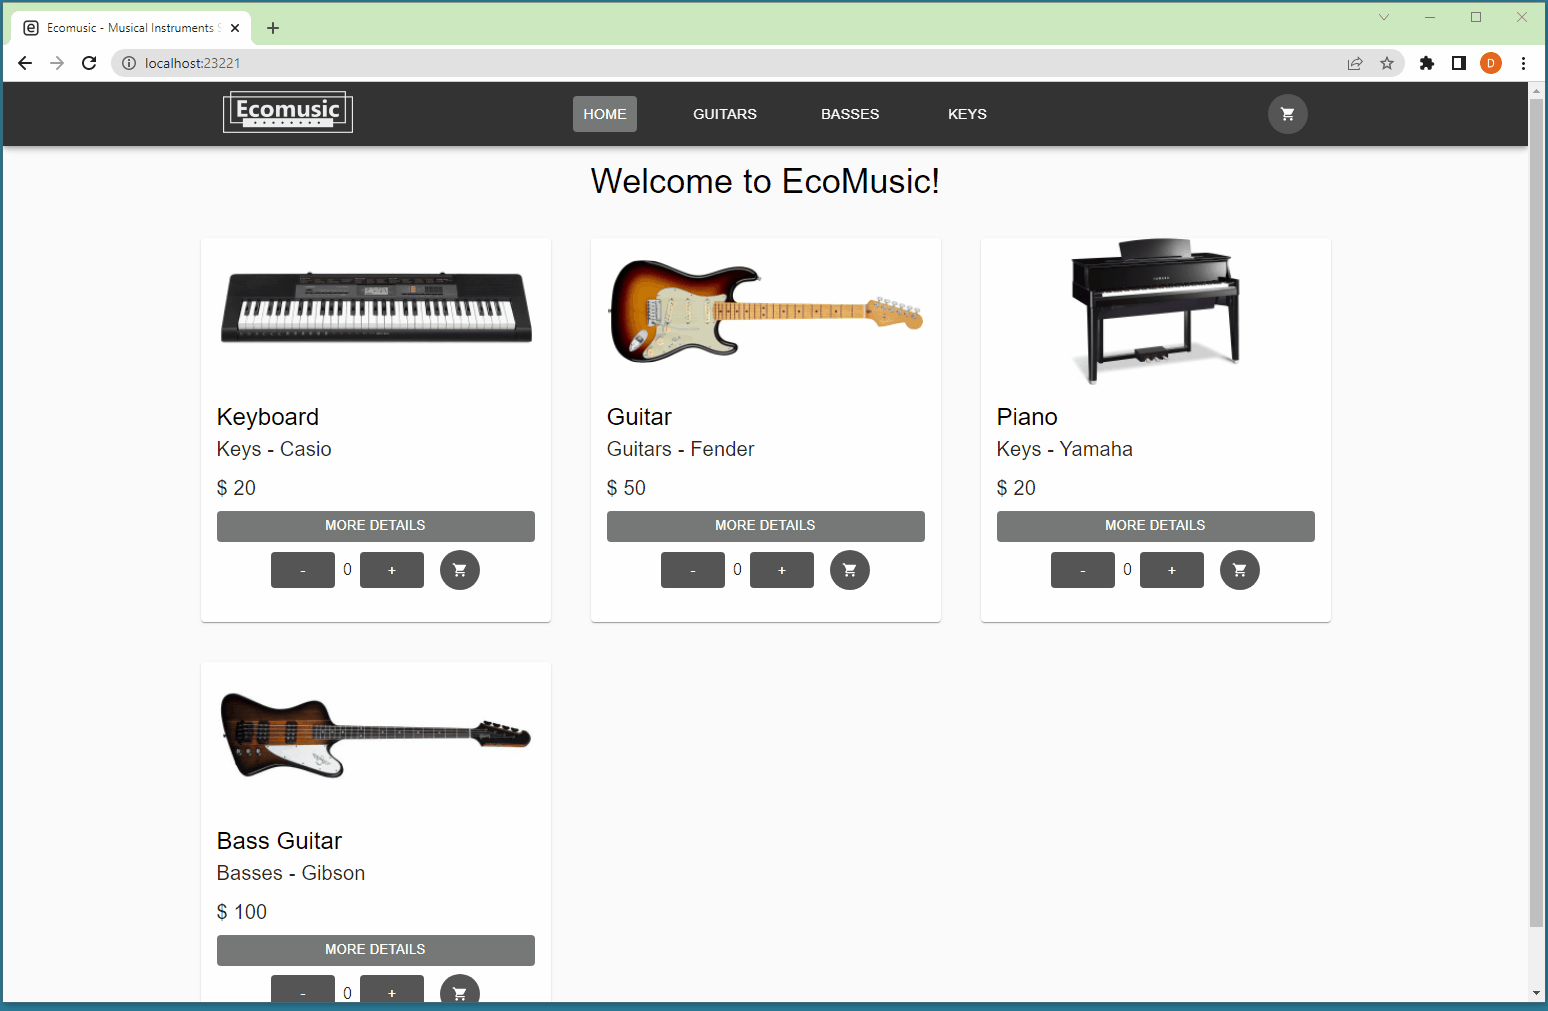 Ecomusic - Musical Instruments S
localhost:23221
D
Ecomusic
HOME
GUITARS
BASSES
KEYS
Welcome to EcoMusic!
Keyboard
Keys - Casio
$ 20
MORE DETAILS
- 0 +
YAMAHA
Guitar
Guitars - Fender
$ 50
MORE DETAILS
- 0 +
Piano
Keys - Yamaha
$ 20
MORE DETAILS
- 0 +
Bass Guitar
Basses - Gibson
$ 100
MORE DETAILS
- 0 +